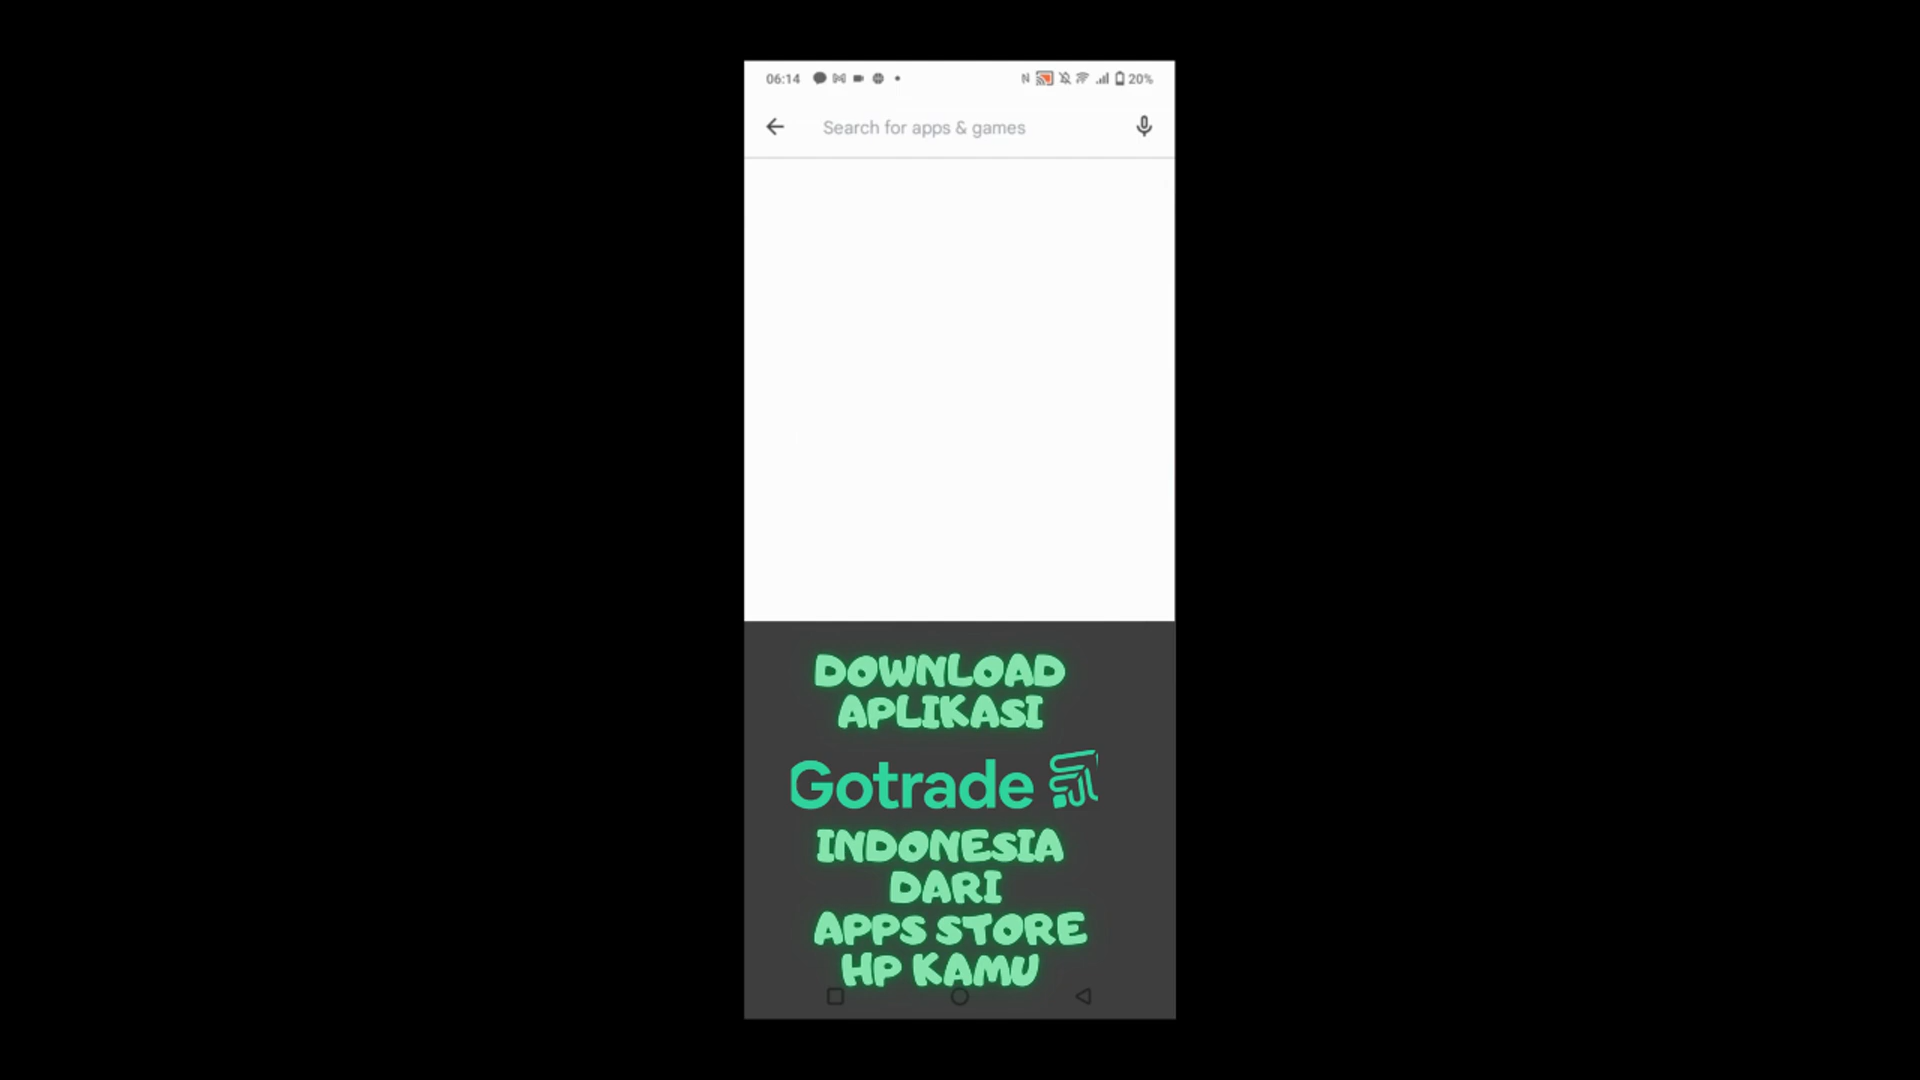 06:14
20%
Search for apps & games
DOWNLOAD
APLIKASI
Gotrade
INDONESIA
DARI
APPS STORE
HP KAMU